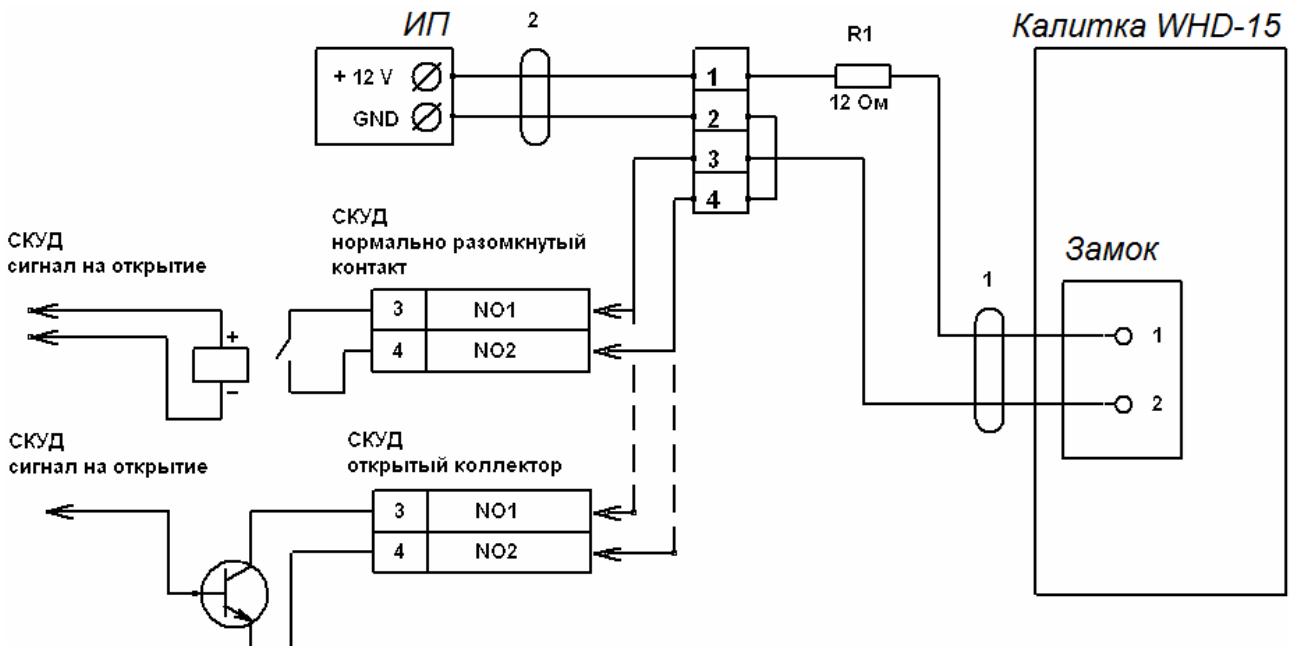 ИП
2
Калитка WHD-15
R1
+ 12 V
1
12 Ом
GND
2
3
4
СКУД
нормально разомкнутый
контакт
СКУД
сигнал на открытие
Замок
1
3 NO1
+
1
4 NO2
–
2
СКУД
сигнал на открытие
СКУД
открытый коллектор
3 NO1
4 NO2